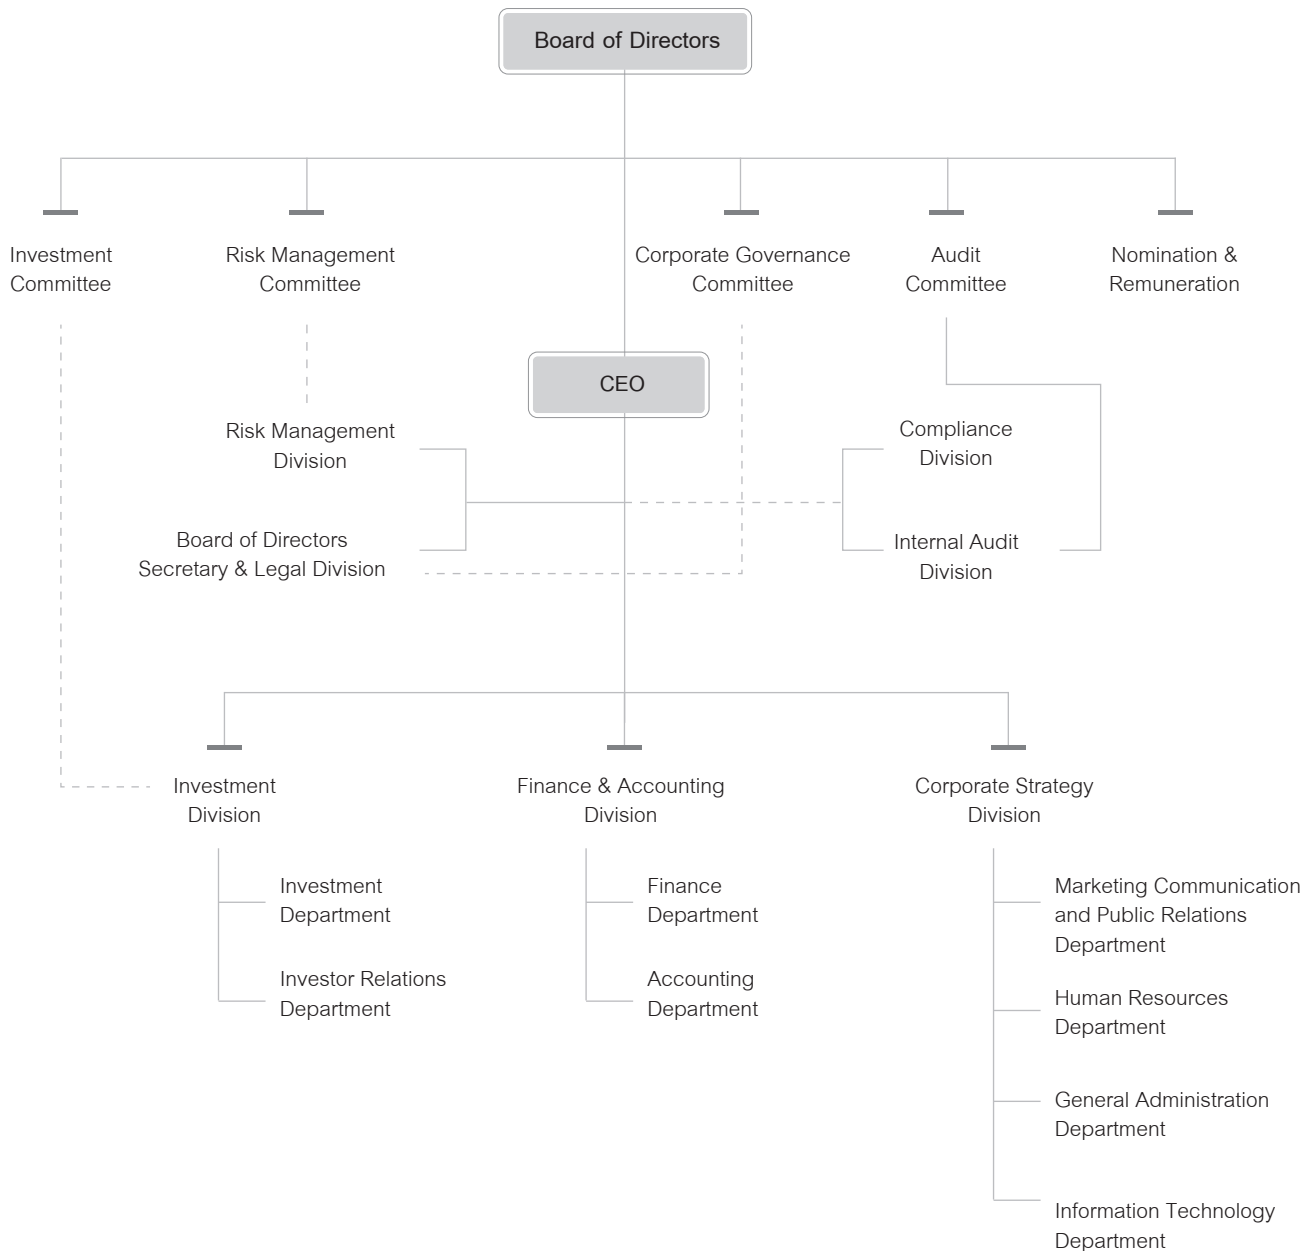 Board of Directors
Investment
Committee
Risk Management
Committee
Corporate Governance
Committee
Audit
Committee
Nomination &
Remuneration
CEO
Risk Management
Division
Compliance
Division
Board of Directors
Secretary & Legal Division
Internal Audit
Division
Investment
Division
Finance & Accounting
Division
Corporate Strategy
Division
Investment
Department
Investor Relations
Department
Finance
Department
Accounting
Department
Marketing Communication
and Public Relations
Department
Human Resources
Department
General Administration
Department
Information Technology
Department